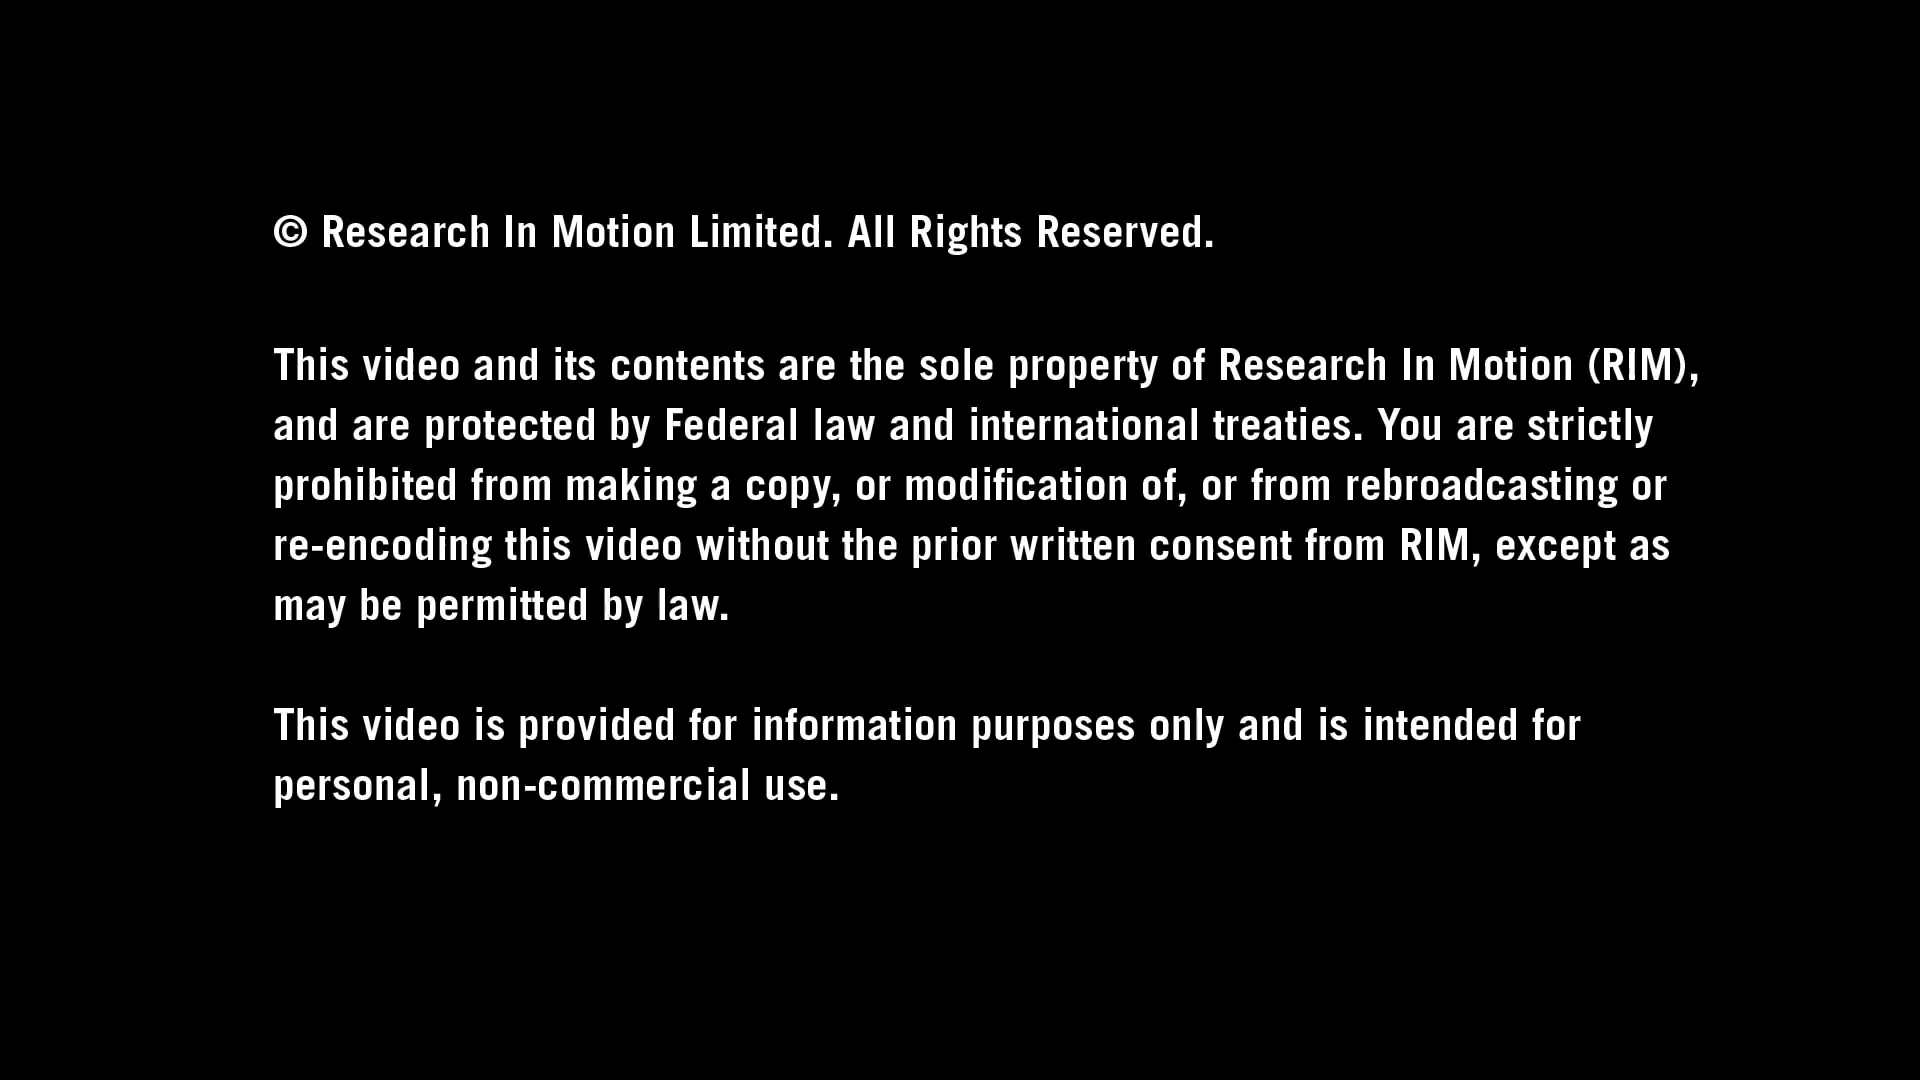 © Research In Motion Limited. All Rights Reserved.
This video and its contents are the sole property of Research In Motion (RIM),
and are protected by Federal law and international treaties. You are strictly
prohibited from making a copy, or modification of, or from rebroadcasting or
re-encoding this video without the prior written consent from RIM, except as
may be permitted by law.
This video is provided for information purposes only and is intended for
personal, non-commercial use.